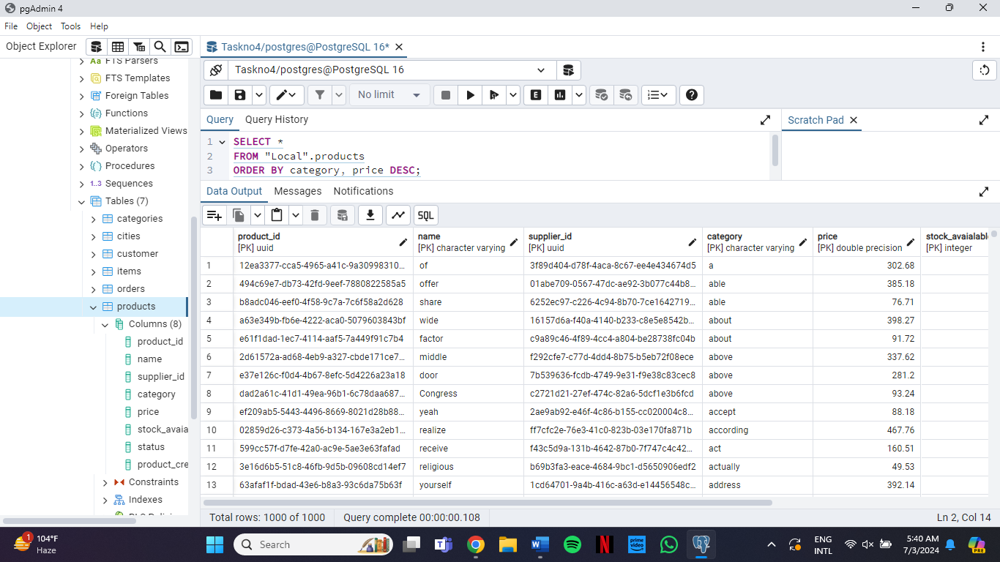 pgAdmin 4
File Object Tools Help
Object Explorer
Aa FTS Parsers
FTS Templates
Foreign Tables
Functions
Materialized Views
Operators
Procedures
1..3 Sequences
Tables (7)
categories
cities
customer
items
orders
products
Columns (8)
product_id
name
supplier_id
category
price
stock_avaia
status
product_cre
Constraints
Indexes
Taskno4/postgres@PostgreSQL 16*
Taskno4/postgres@PostgreSQL 16
No limit
E
Query Query History
Scratch Pad
1 SELECT *
2 FROM "Local".products
3 ORDER BY category, price DESC;
Data Output Messages Notifications
SQL
product_id name supplier_id category price stock_avaialable
[PK] uuid [PK] character varying [PK] uuid [PK] character varying [PK] double precision [PK] integer
1 12ea3377-cca5-4965-a41c-9a30998310... of 3f89d404-d78f-4aca-8c67-ee4e434674d5 a 302.68
2 494c69e7-db73-42fd-9eef-7880822585a5 offer 01abe709-0567-47dc-ae92-3b077c44b8... able 385.18
3 b8adc046-eef0-4f58-9c7a-7c6f58a2d628 share 6252ec97-c226-4c94-8b70-7ce1642719... able 76.71
4 a63e349b-fb6e-4222-aca0-5079603843bf wide 16157d6a-f40a-4140-b233-c8e5e8542b... about 398.27
5 e61f1dad-1ec7-4114-aaf5-7a449f91c7b4 factor c9a89c46-4f89-4cc4-a804-be28738fc04b about 91.72
6 2d61572a-ad68-4eb9-a327-cbde171ce7... middle f292cfe7-c77d-4dd4-8b75-b5eb72f08ece above 337.62
7 e37e126c-f0d4-4b67-8efc-5d4226a23a18 door 7b539636-fcdb-4749-9e31-f9e38c83cec8 above 281.2
8 dad2a61c-41d1-49ea-96b1-6c78daa687... Congress c2721d21-27ef-474c-82a6-5dcf1e3b6fcd above 93.24
9 ef209ab5-5443-4496-8669-8021d28b88... yeah 2ae9ab92-e46f-4c86-b155-cc020004c8... accept 88.18
10 02859d26-c373-4a56-b134-167e3a2eb1... realize ff7cfc2e-76e3-41c0-823b-03e170fa871b according 467.76
11 599cc57f-d7fe-42a0-ac9e-5ae3e63fafad receive f43c5d9a-131b-4642-87b0-7f747c4c42... act 160.51
12 3e16d6b5-51c8-46fb-9d5b-09608cd14ef7 religious b69b3fa3-eace-4684-9bc1-d5650906edf2 actually 49.53
13 63afaf1f-bdad-43e6-b8a3-93c6da75b63f yourself 1cd64701-9a4b-416c-a63d-e14456548c... address 392.14
Total rows: 1000 of 1000 Query complete 00:00:00.108 Ln 2, Col 14
1
104°F
Haze
Search
prime video
ENG
INTL
5:40 AM
7/3/2024
PRE